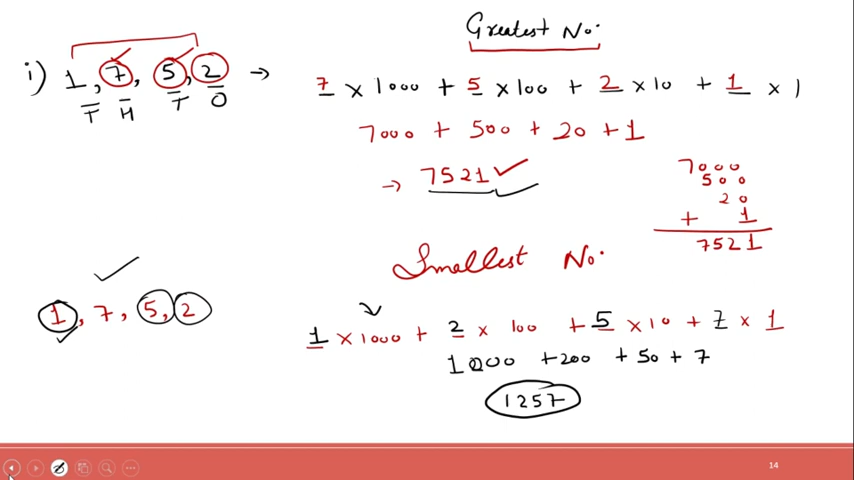 Greatest No.
i) 1, 7, 5, 2 →
T H T O
7 × 1000 + 5 × 100 + 2 × 10 + 1 × 1
7000 + 500 + 20 + 1
→ 7521
7000
500
20
+ 1
7521
Smallest No.
1, 7, 5, 2
1 × 1000 + 2 × 100 + 5 × 10 + 7 × 1
1000 + 200 + 50 + 7
1257
14